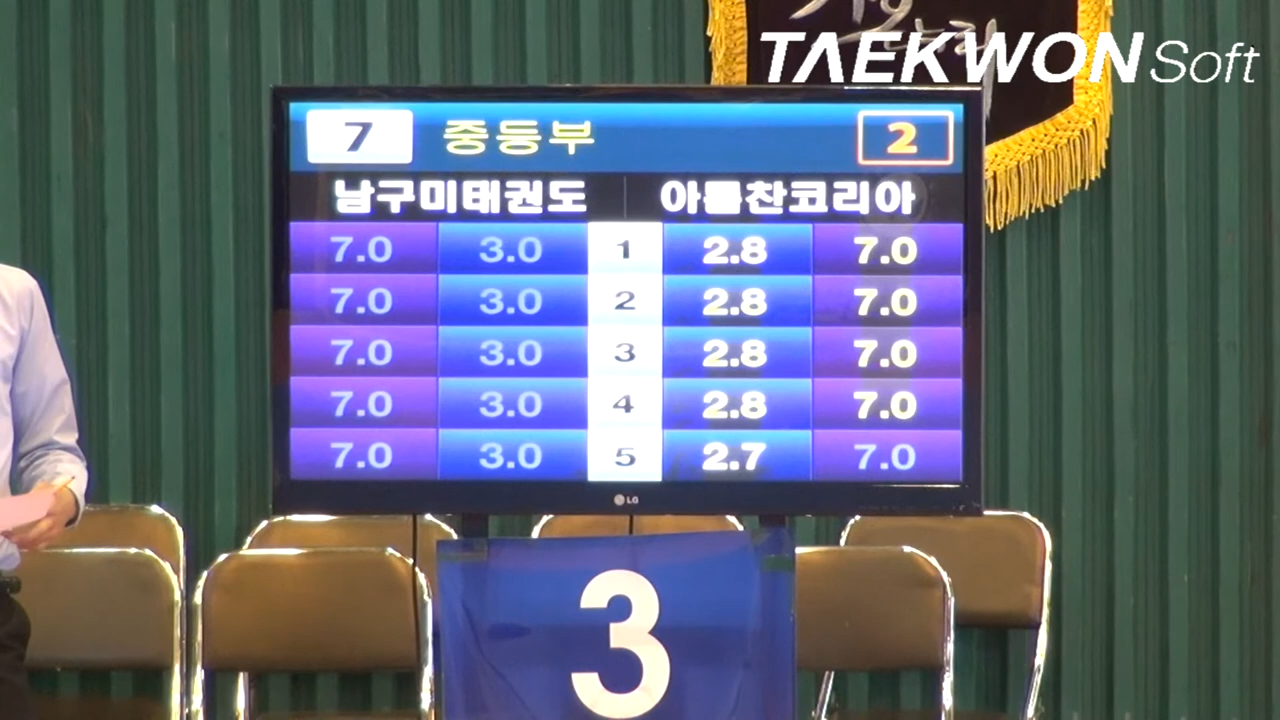 TAEKWON Soft
7 중등부 2
남구미태권도 아름찬코리아
7.0 3.0 1 2.8 7.0
7.0 3.0 2 2.8 7.0
7.0 3.0 3 2.8 7.0
7.0 3.0 4 2.8 7.0
7.0 3.0 5 2.7 7.0
LG
3